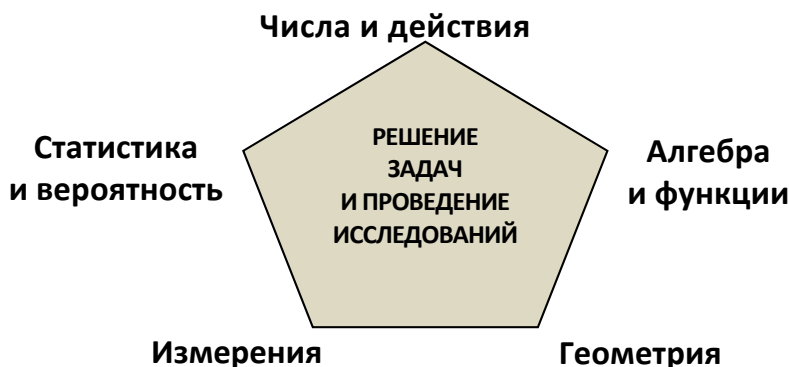 Числа и действия
Статистика
и вероятность
РЕШЕНИЕ
ЗАДАЧ
И ПРОВЕДЕНИЕ
ИССЛЕДОВАНИЙ
Алгебра
и функции
Измерения
Геометрия